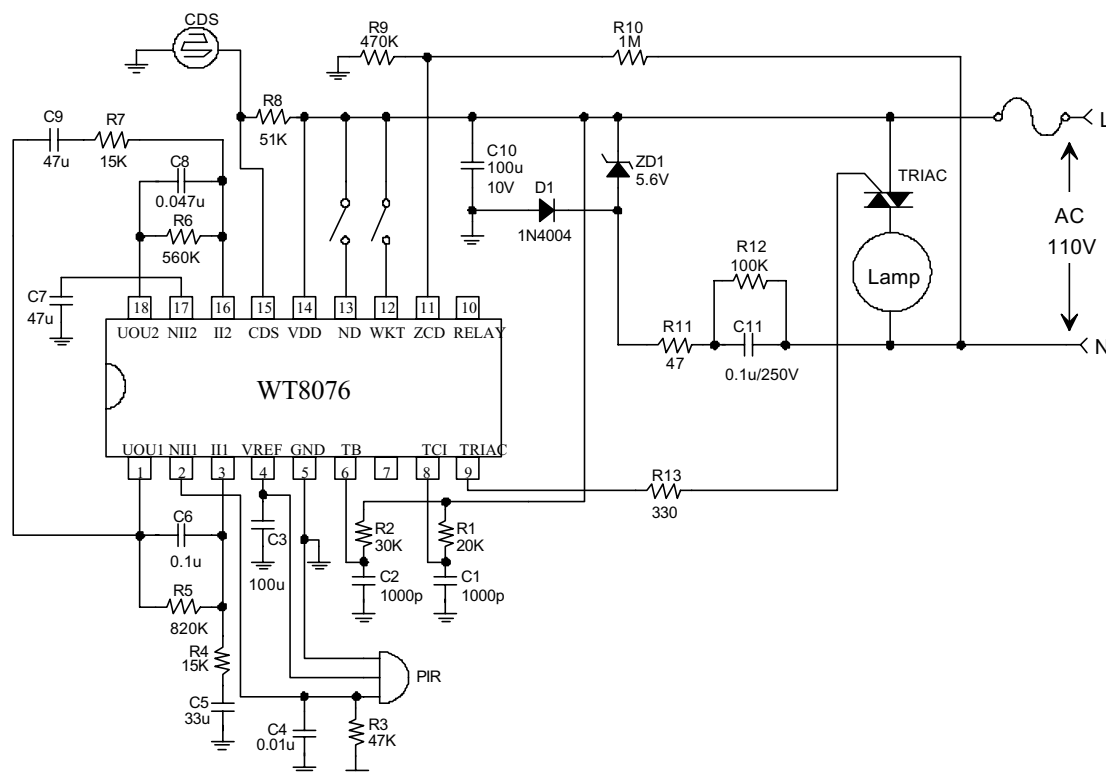 CDS
R9
470K
R10
1M
R8
51K
C9
47u
R7
15K
C8
0.047u
R6
560K
C7
47u
C10
100u
10V
D1
1N4004
ZD1
5.6V
TRIAC
L
AC
110V
N
Lamp
R12
100K
R11
47
C11
0.1u/250V
18 17 16 15 14 13 12 11 10
UOU2 NII2 II2 CDS VDD ND WKT ZCD RELAY
WT8076
UOU1 NII1 II1 VREF GND TB TCI TRIAC
1 2 3 4 5 6 7 8 9
R13
330
C6
0.1u
C3
100u
R2
30K
R1
20K
C2
1000p
C1
1000p
R5
820K
R4
15K
C5
33u
PIR
C4
0.01u
R3
47K